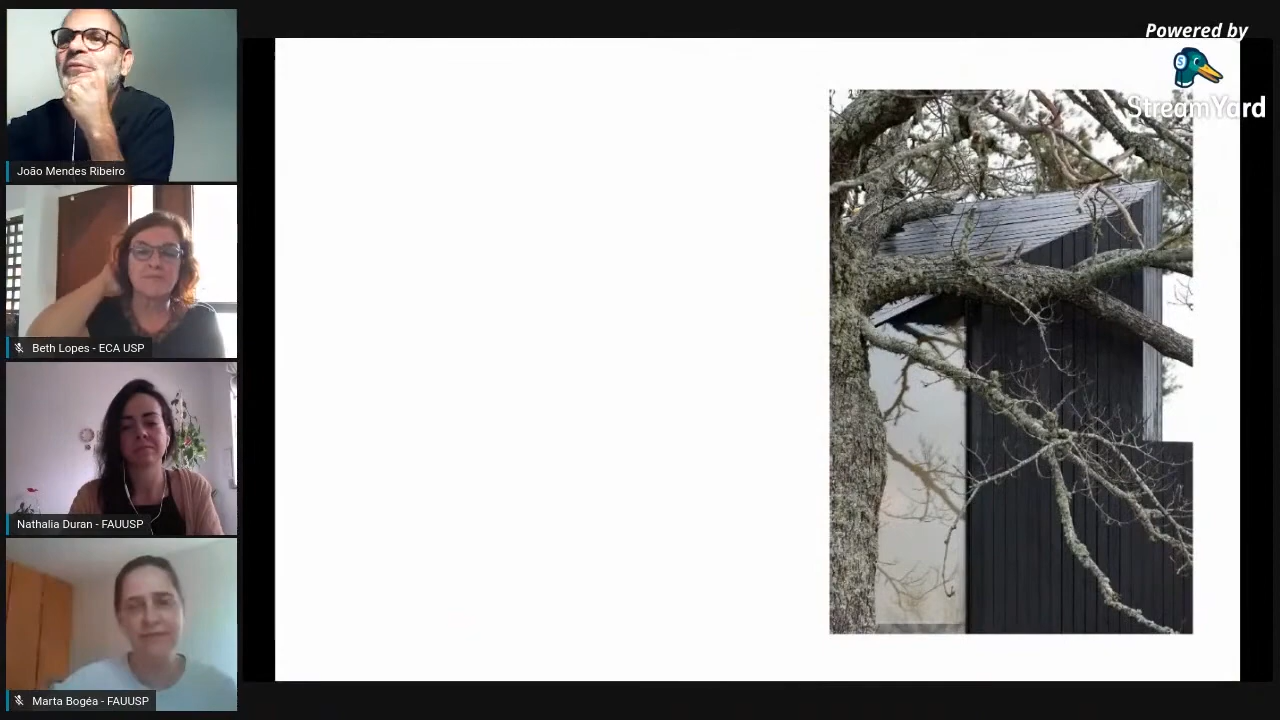 Powered by
StreamYard
João Mendes Ribeiro
Beth Lopes - ECA USP
Nathalia Duran - FAUUSP
Marta Bogéa - FAUUSP